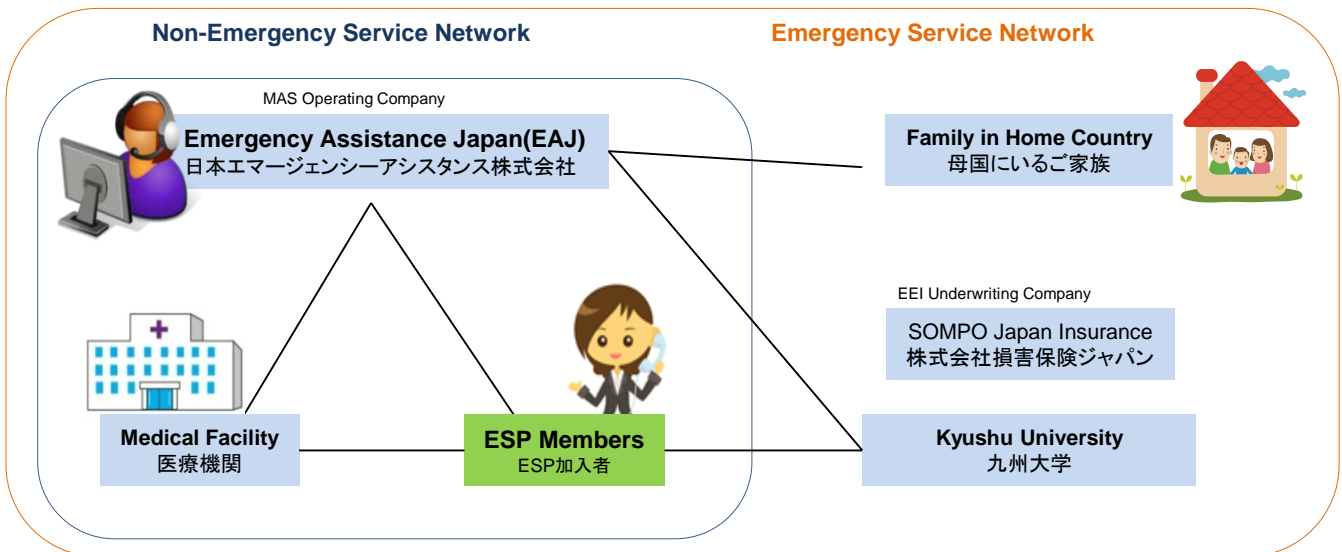 Non-Emergency Service Network
Emergency Service Network
MAS Operating Company
Emergency Assistance Japan(EAJ)
日本エマージェンシーアシスタンス株式会社
Family in Home Country
母国にいるご家族
EEI Underwriting Company
SOMPO Japan Insurance
株式会社損害保険ジャパン
Medical Facility
医療機関
ESP Members
ESP加入者
Kyushu University
九州大学